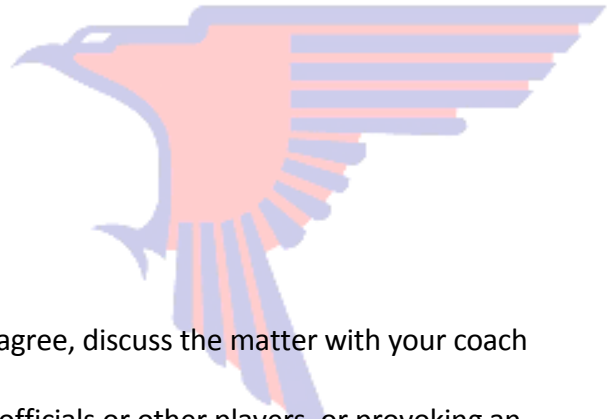 agree, discuss the matter with your coach
officials or other players, or provoking an